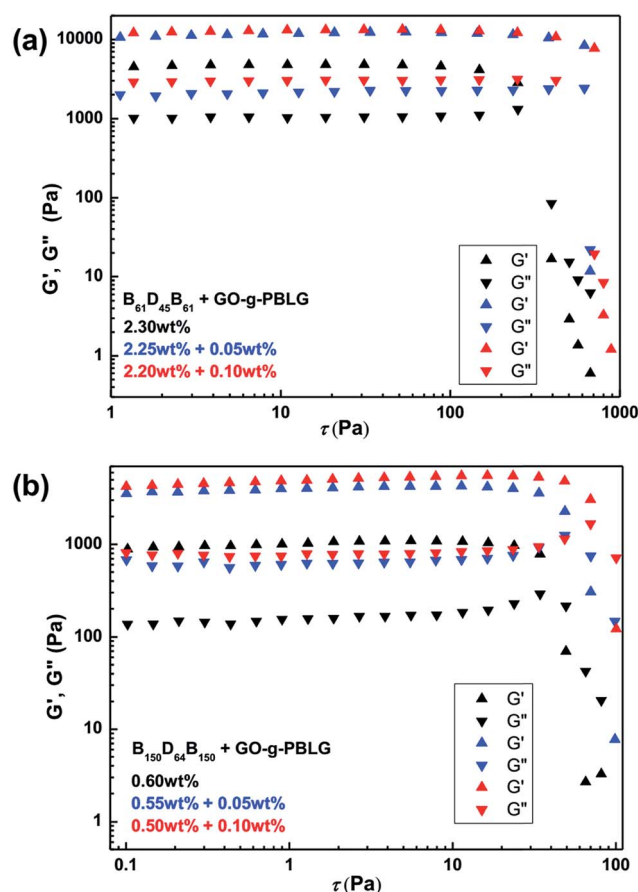 (a)
10000
1000
100
10
1
G', G" (Pa)
B61D45B61 + GO-g-PBLG
2.30wt%
2.25wt% + 0.05wt%
2.20wt% + 0.10wt%
G'
G"
G'
G"
G'
G"
1 10 100 1000
τ (Pa)
(b)
1000
100
10
1
G', G" (Pa)
B150D64B150 + GO-g-PBLG
0.60wt%
0.55wt% + 0.05wt%
0.50wt% + 0.10wt%
G'
G"
G'
G"
G'
G"
0.1 1 10 100
τ (Pa)